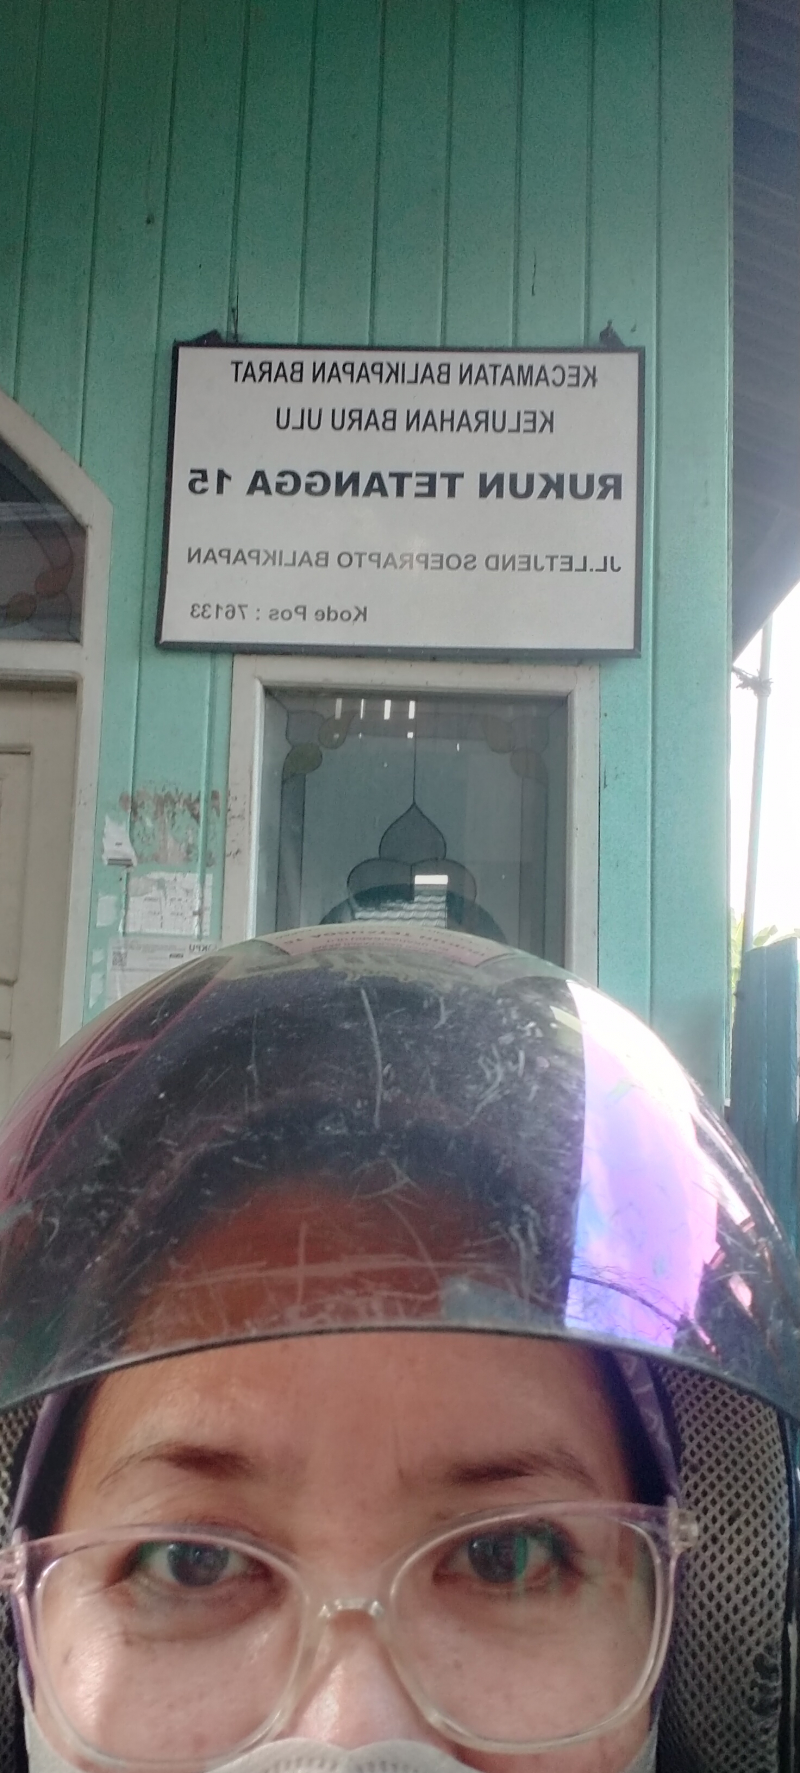 KECAMATAN BALIKPAPAN BARAT
KELURAHAN BARU ULU
RUKUN TETANGGA 15
JL.LETJEND SOEPRAPTO BALIKPAPAN
Kode Pos : 76133